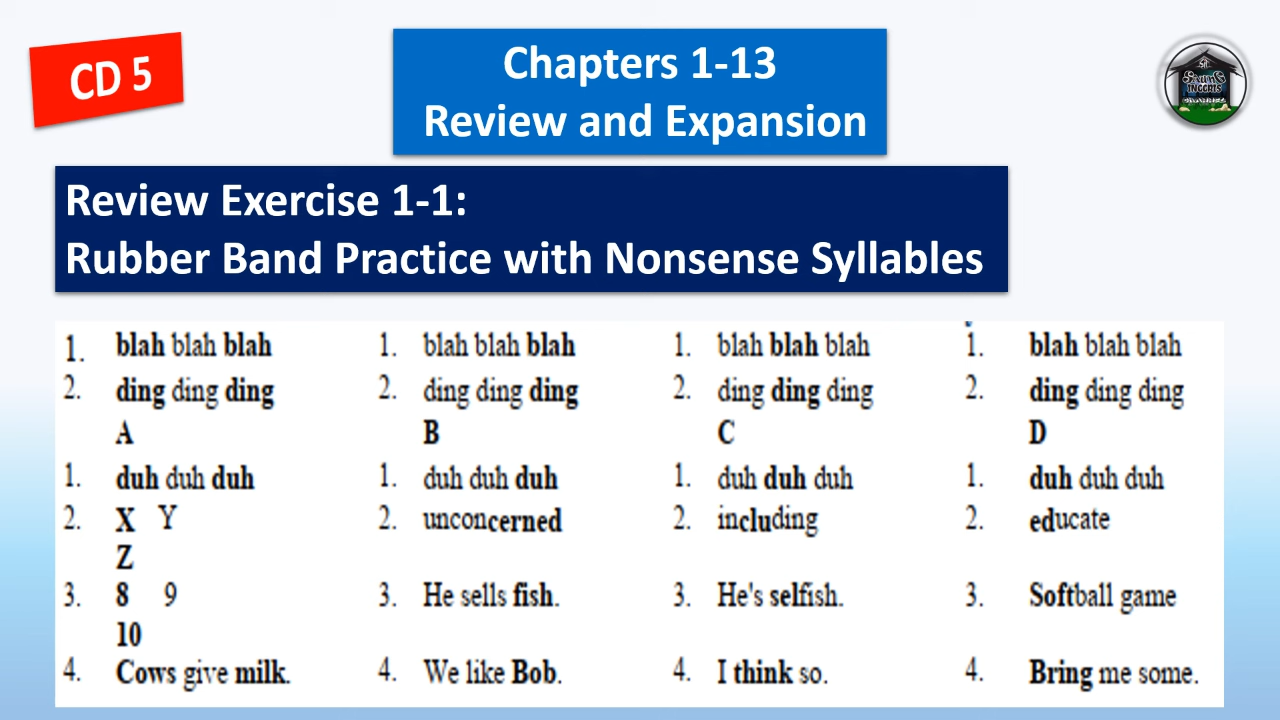 CD 5
Chapters 1-13
Review and Expansion
INGGRIS
Review Exercise 1-1:
Rubber Band Practice with Nonsense Syllables
1. blah blah blah 1. blah blah blah 1. blah blah blah 1. blah blah blah
2. ding ding ding 2. ding ding ding 2. ding ding ding 2. ding ding ding
A B C D
1. duh duh duh 1. duh duh duh 1. duh duh duh 1. duh duh duh
2. X Y 2. unconcerned 2. including 2. educate
Z
3. 8 9 3. He sells fish. 3. He's selfish. 3. Softball game
10
4. Cows give milk. 4. We like Bob. 4. I think so. 4. Bring me some.